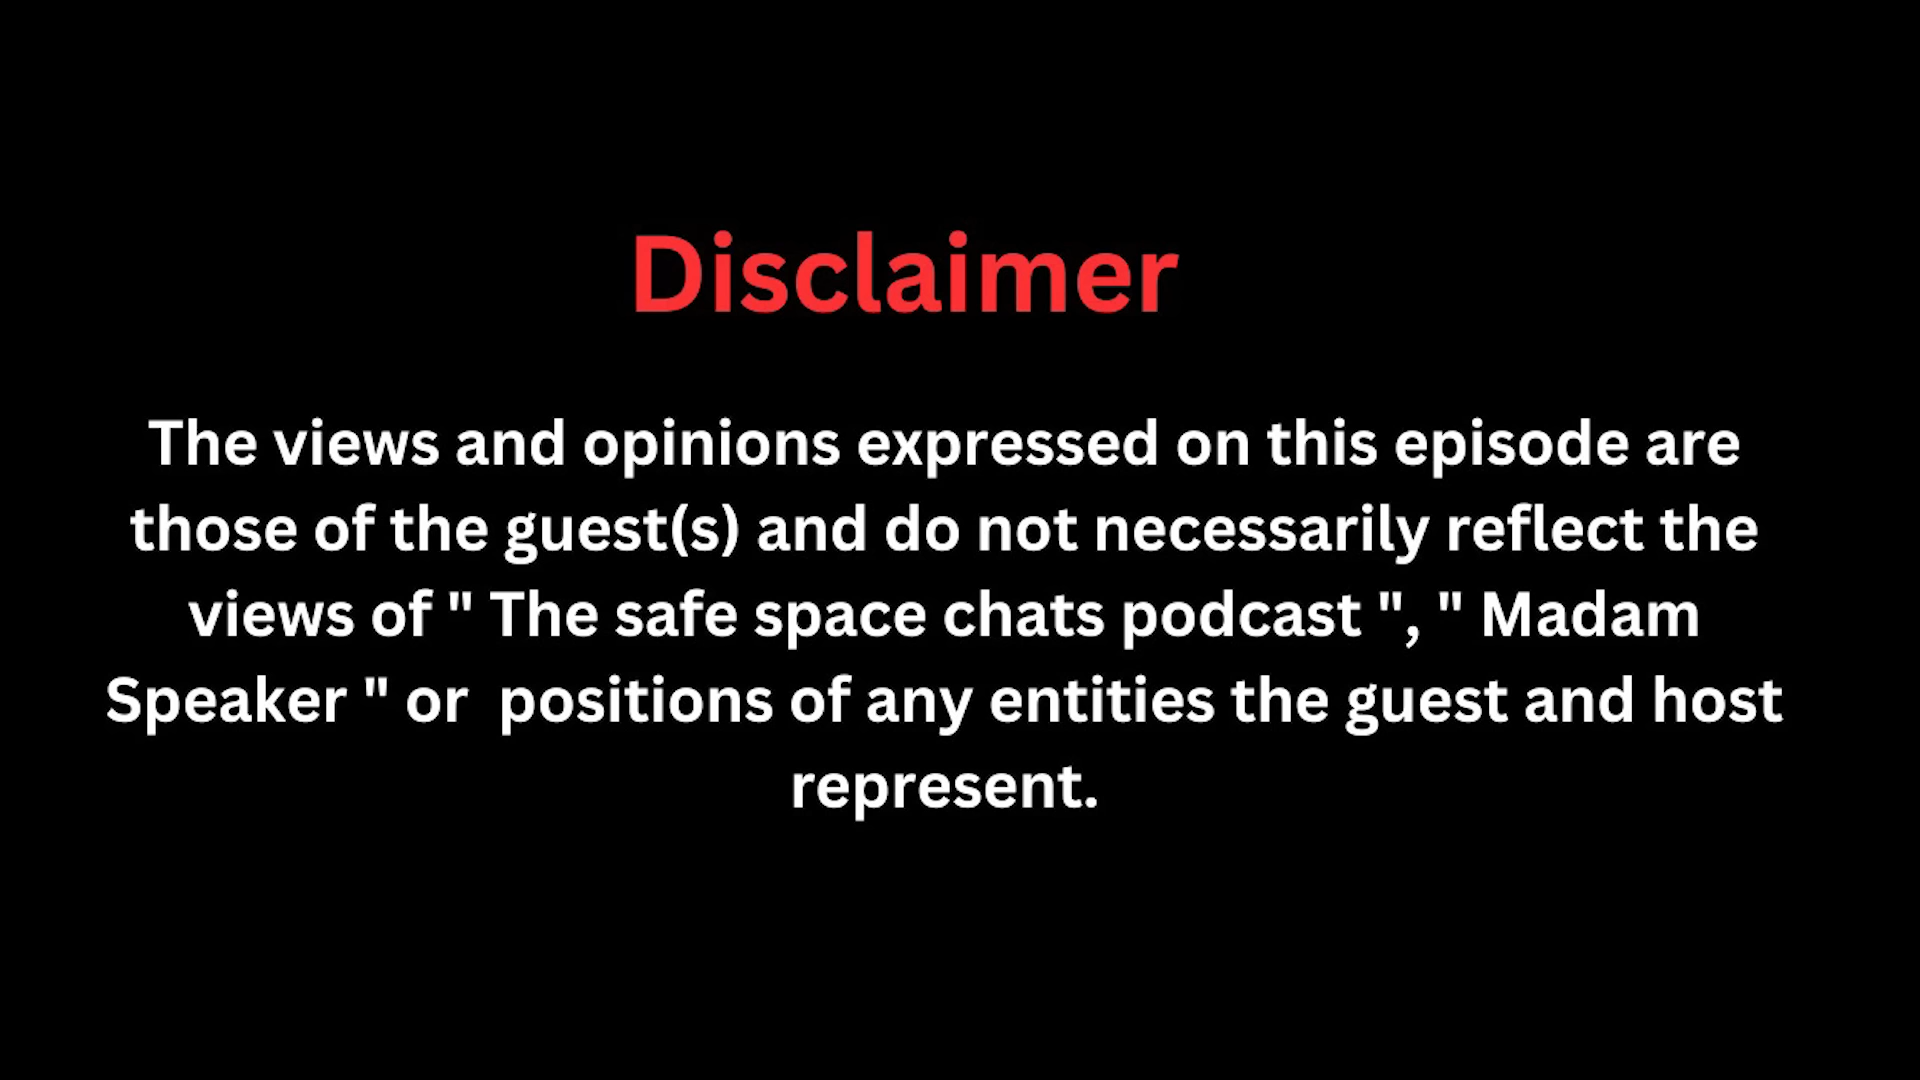 Disclaimer
The views and opinions expressed on this episode are
those of the guest(s) and do not necessarily reflect the
views of " The safe space chats podcast ", " Madam
Speaker " or  positions of any entities the guest and host
represent.